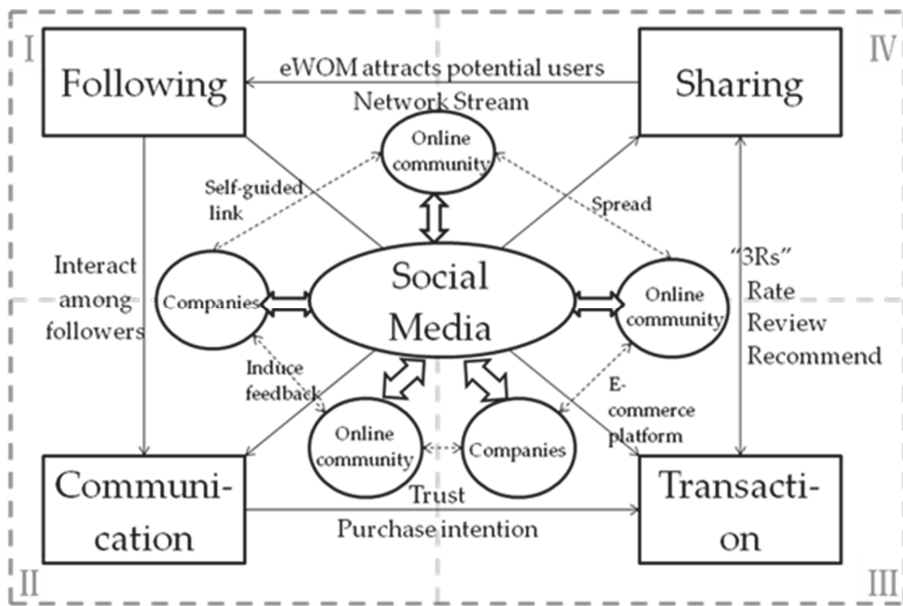 I
IV
Following
eWOM attracts potential users
Sharing
Network Stream
Online
community
Self-guided
link
Spread
Interact
among
followers
Companies
Social
Media
Online
community
"3Rs"
Rate
Review
Recommend
Induce
feedback
E-
commerce
platform
Online
community
Companies
Communi-
cation
Trust
Purchase intention
Transacti-
on
II
III